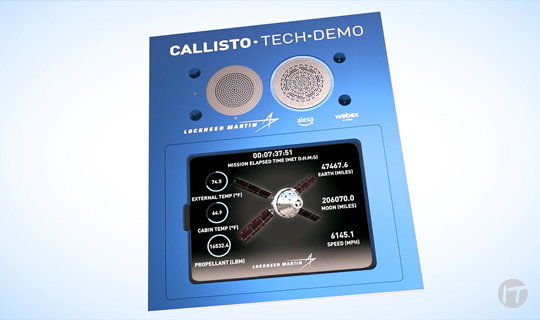 CALLISTO • TECH • DEMO
LOCKHEED MARTIN
alexa
webex
00:07:37:51
MISSION ELAPSED TIME (MET D:H:M:S)
74.5
EXTERNAL TEMP (°F)
64.9
CABIN TEMP (°F)
16532.4
PROPELLANT (LBM)
47467.6
EARTH (MILES)
206070.0
MOON (MILES)
6145.1
SPEED (MPH)
LOCKHEED MARTIN
IT